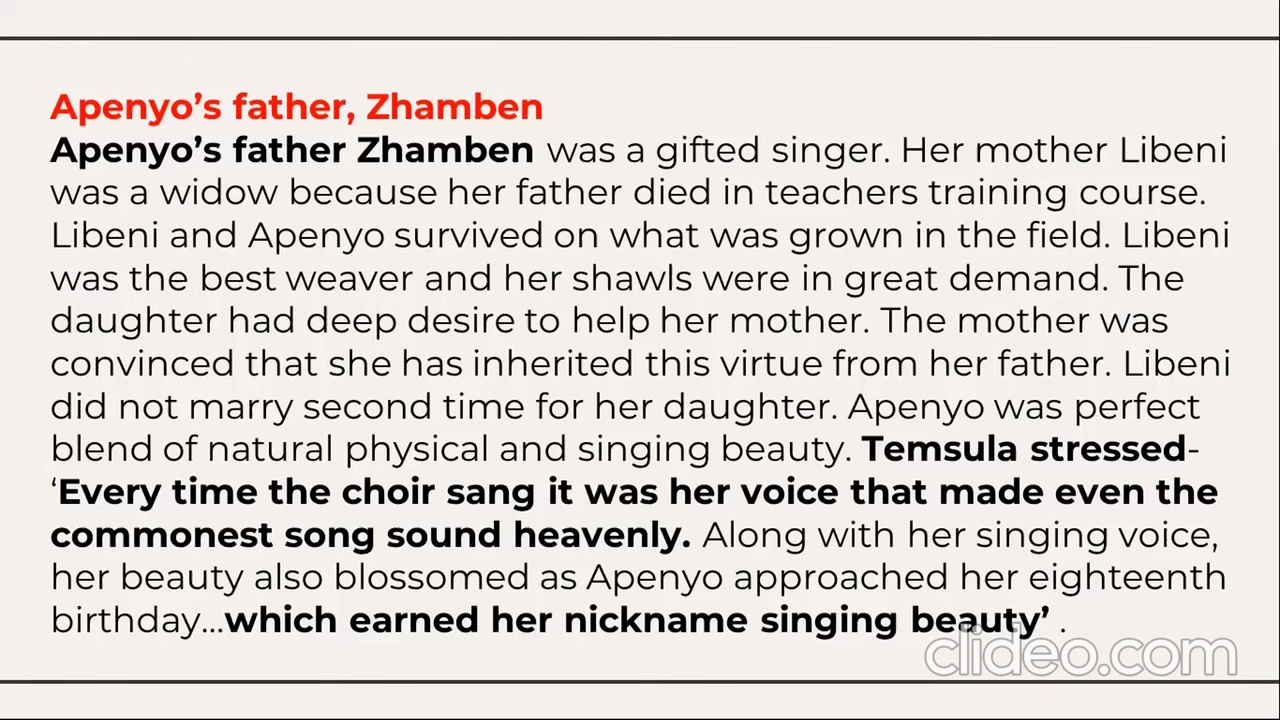 Apenyo’s father, Zhamben
Apenyo’s father Zhamben was a gifted singer. Her mother Libeni
was a widow because her father died in teachers training course.
Libeni and Apenyo survived on what was grown in the field. Libeni
was the best weaver and her shawls were in great demand. The
daughter had deep desire to help her mother. The mother was
convinced that she has inherited this virtue from her father. Libeni
did not marry second time for her daughter. Apenyo was perfect
blend of natural physical and singing beauty. Temsula stressed-
‘Every time the choir sang it was her voice that made even the
commonest song sound heavenly. Along with her singing voice,
her beauty also blossomed as Apenyo approached her eighteenth
birthday...which earned her nickname singing beauty’ .
clideo.com